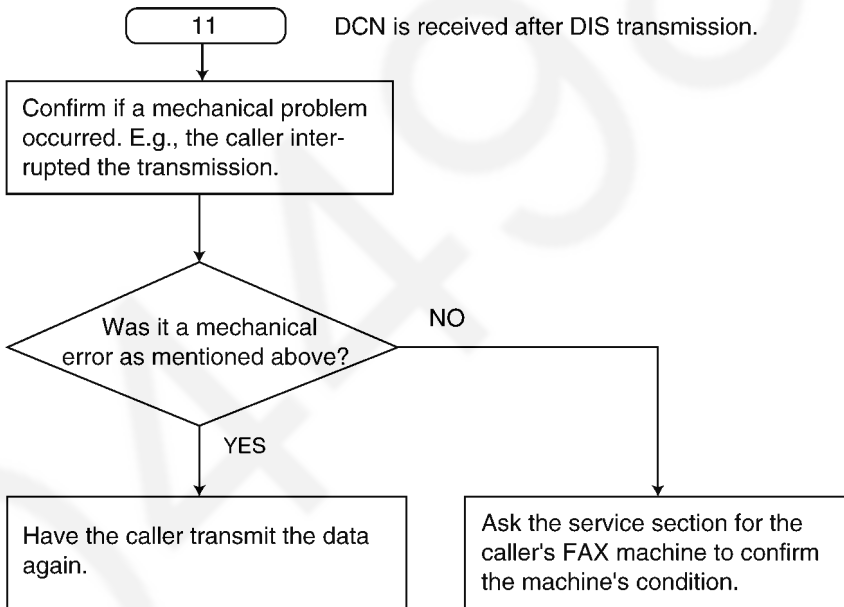 11
DCN is received after DIS transmission.
Confirm if a mechanical problem
occurred. E.g., the caller inter-
rupted the transmission.
Was it a mechanical
error as mentioned above?
NO
YES
Have the caller transmit the data
again.
Ask the service section for the
caller's FAX machine to confirm
the machine's condition.